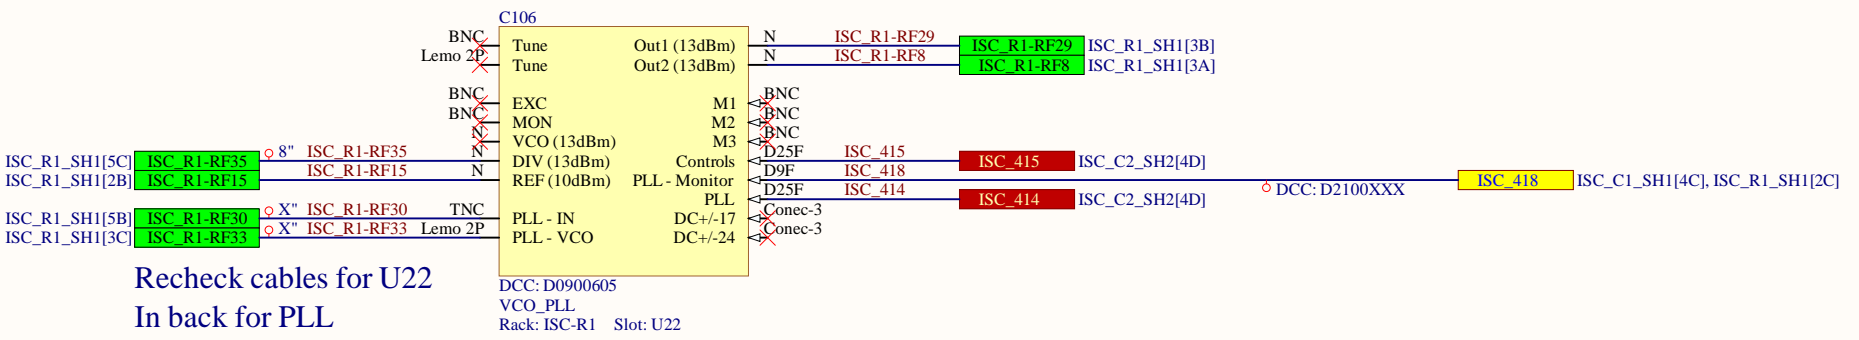 C106
BNC Tune Out1 (13dBm) N ISC_R1-RF29 ISC_R1-RF29 ISC_R1_SH1[3B]
Lemo 2P Tune Out2 (13dBm) N ISC_R1-RF8 ISC_R1-RF8 ISC_R1_SH1[3A]
BNC EXC M1 BNC
BNC MON M2 BNC
N VCO (13dBm) M3 BNC
ISC_R1_SH1[5C] ISC_R1-RF35 8" ISC_R1-RF35 N DIV (13dBm) Controls D25F ISC_415 ISC_415 ISC_C2_SH2[4D]
ISC_R1_SH1[2B] ISC_R1-RF15 ISC_R1-RF15 N REF (10dBm) PLL - Monitor D9F ISC_418 DCC: D2100XXX ISC_418 ISC_C1_SH1[4C], ISC_R1_SH1[2C]
PLL D25F ISC_414 ISC_414 ISC_C2_SH2[4D]
ISC_R1_SH1[5B] ISC_R1-RF30 X" ISC_R1-RF30 TNC PLL - IN DC+/-17 Conec-3
ISC_R1_SH1[3C] ISC_R1-RF33 X" ISC_R1-RF33 Lemo 2P PLL - VCO DC+/-24 Conec-3
Recheck cables for U22
In back for PLL
DCC: D0900605
VCO_PLL
Rack: ISC-R1 Slot: U22